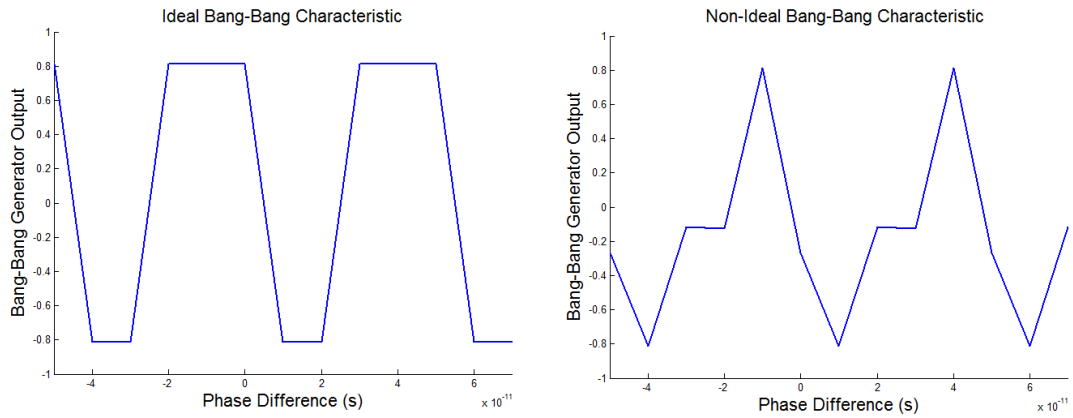 Ideal Bang-Bang Characteristic
Bang-Bang Generator Output
1
0.8
0.6
0.4
0.2
0
-0.2
-0.4
-0.6
-0.8
-1
-4 -2 0 2 4 6
x 10^-11
Phase Difference (s)
Non-Ideal Bang-Bang Characteristic
Bang-Bang Generator Output
1
0.8
0.6
0.4
0.2
0
-0.2
-0.4
-0.6
-0.8
-1
-4 -2 0 2 4 6
x 10^-11
Phase Difference (s)